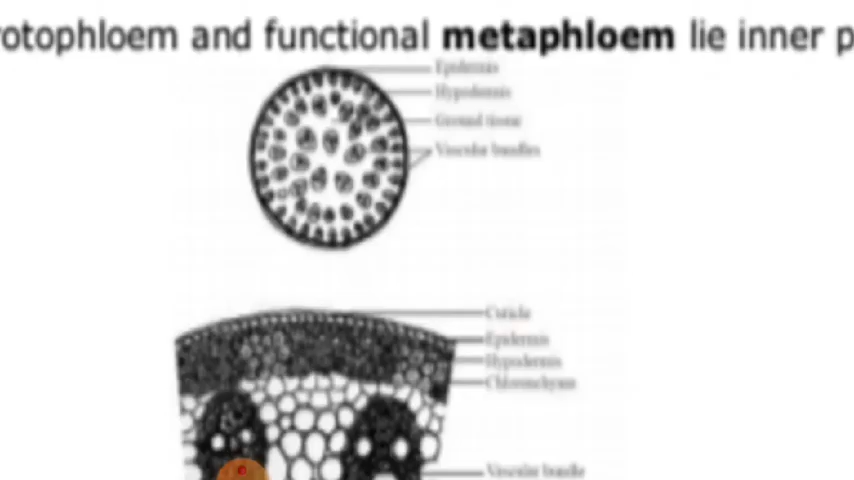 otophloem and functional metaphloem lie inner p
Epidermis
Hypodermis
Ground tissue
Vascular bundles
Cuticle
Epidermis
Hypodermis
Chlorenchyma
Vascular bundle